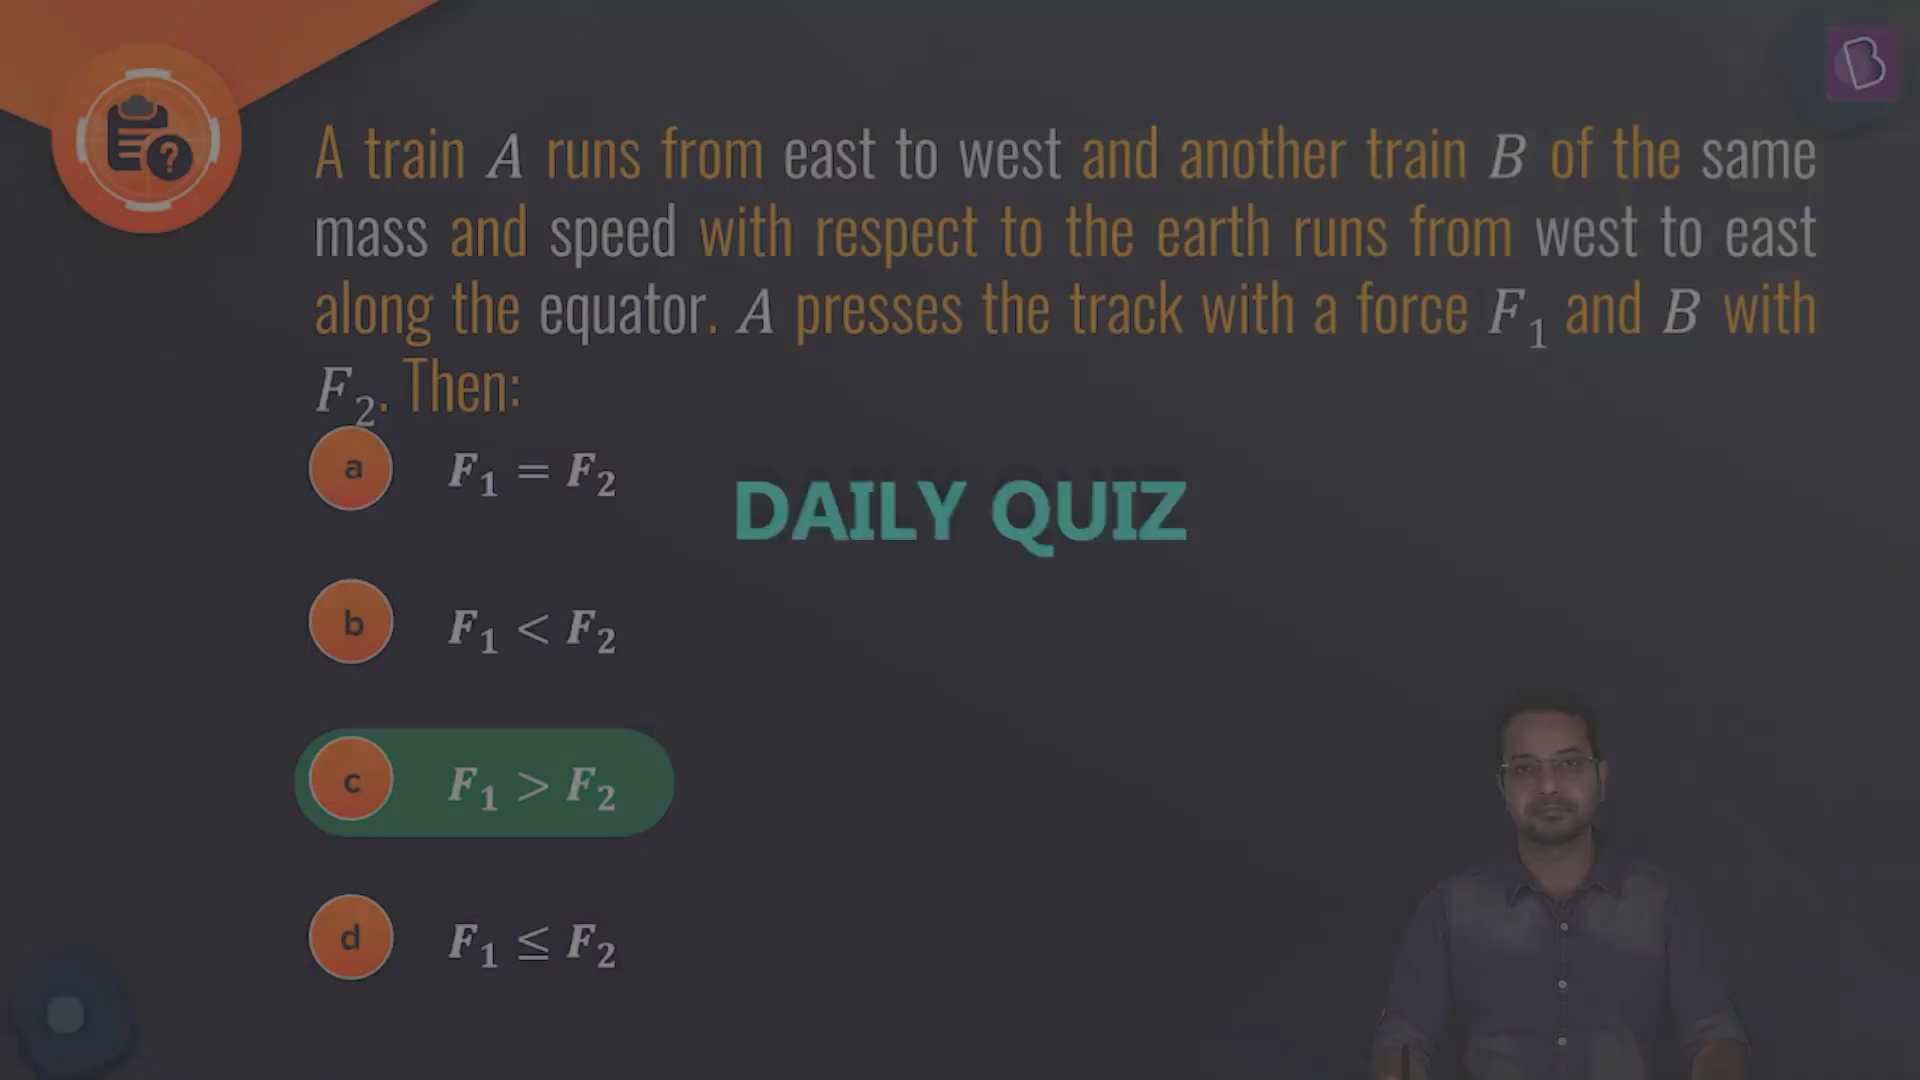 A train A runs from east to west and another train B of the same
mass and speed with respect to the earth runs from west to east
along the equator. A presses the track with a force F₁ and B with
F₂. Then:
a F₁ = F₂
DAILY QUIZ
b F₁ < F₂
c F₁ > F₂
d F₁ ≤ F₂